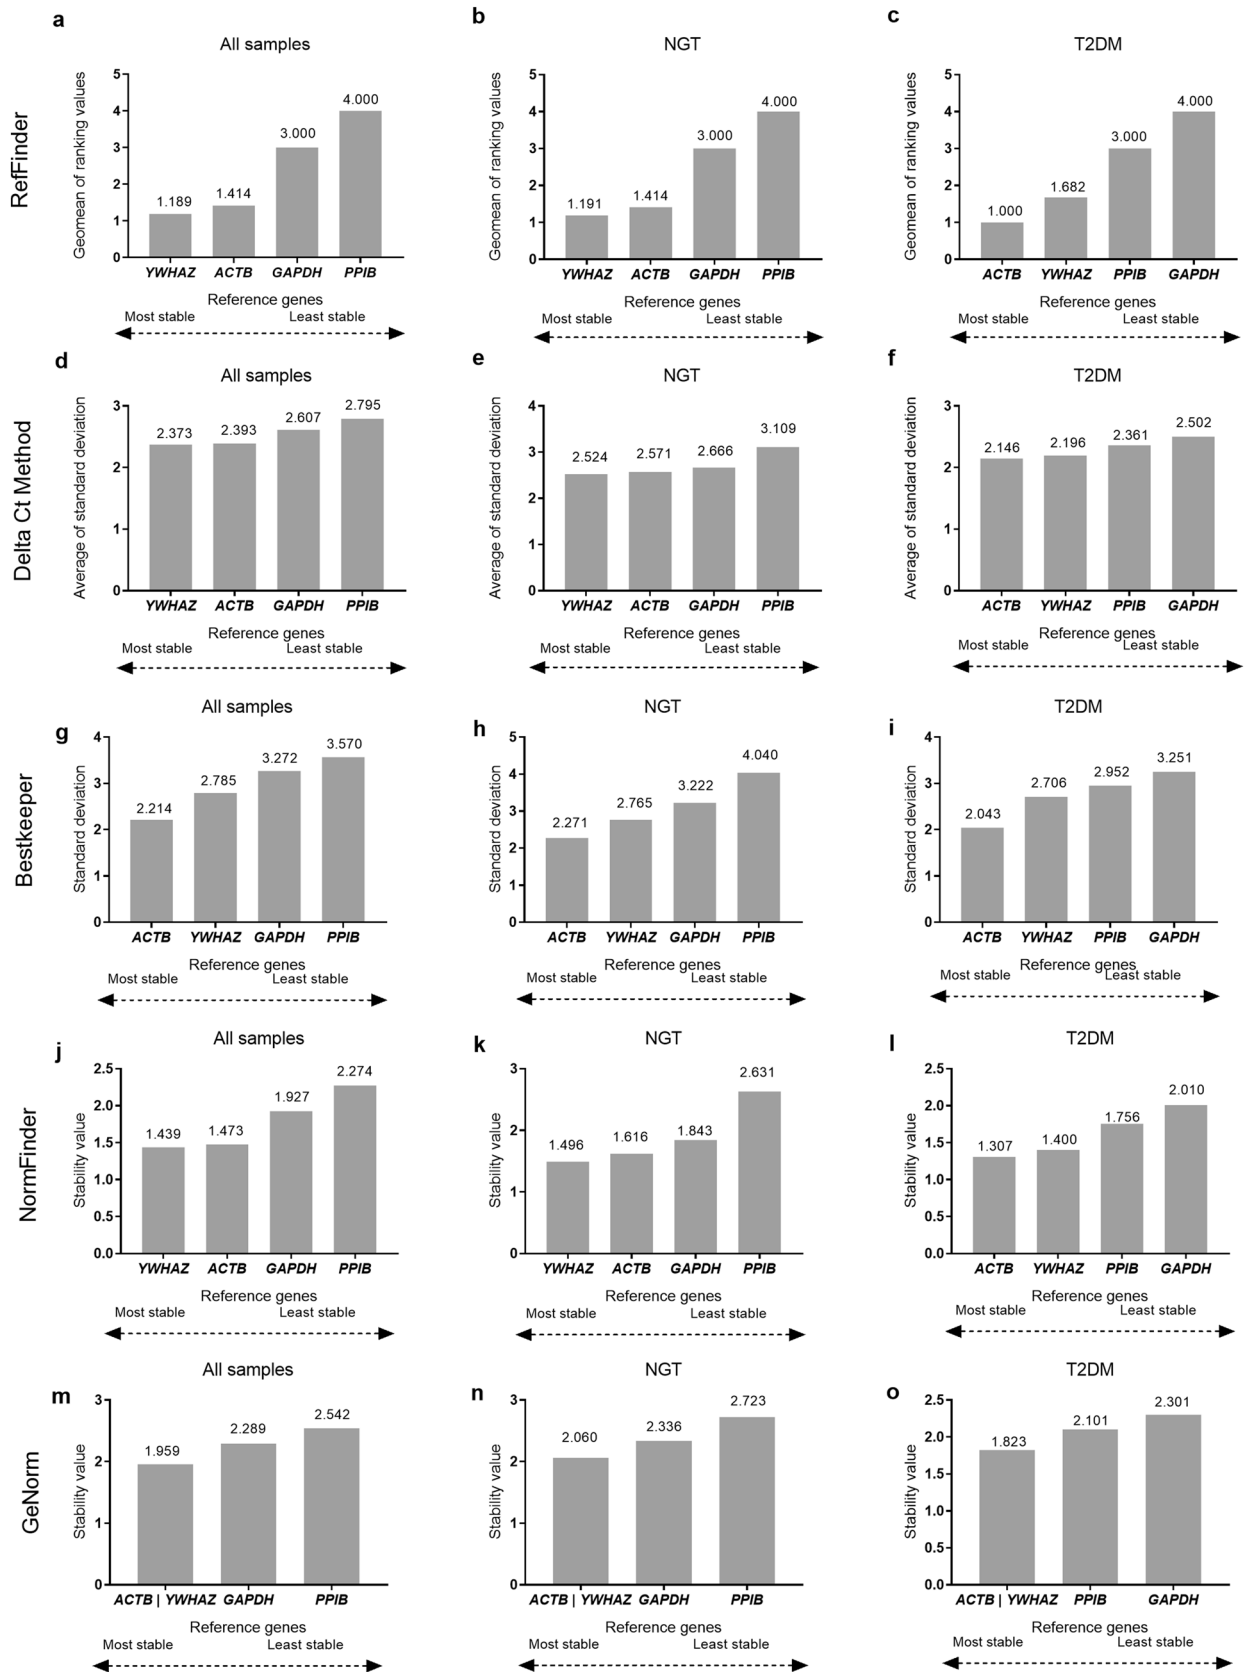 a
All samples
RefFinder
Geomean of ranking values
5
4
3
2
1
0
1.189
1.414
3.000
4.000
YWHAZ
ACTB
GAPDH
PPIB
Reference genes
Most stable
Least stable
b
NGT
Geomean of ranking values
5
4
3
2
1
0
1.191
1.414
3.000
4.000
YWHAZ
ACTB
GAPDH
PPIB
Reference genes
Most stable
Least stable
c
T2DM
Geomean of ranking values
5
4
3
2
1
0
1.000
1.682
3.000
4.000
ACTB
YWHAZ
PPIB
GAPDH
Reference genes
Most stable
Least stable
d
All samples
Delta Ct Method
Average of standard deviation
3
2
1
0
2.373
2.393
2.607
2.795
YWHAZ
ACTB
GAPDH
PPIB
Reference genes
Most stable
Least stable
e
NGT
Average of standard deviation
4
3
2
1
0
2.524
2.571
2.666
3.109
YWHAZ
ACTB
GAPDH
PPIB
Reference genes
Most stable
Least stable
f
T2DM
Average of standard deviation
3
2
1
0
2.146
2.196
2.361
2.502
ACTB
YWHAZ
PPIB
GAPDH
Reference genes
Most stable
Least stable
g
All samples
Bestkeeper
Standard deviation
4
3
2
1
0
2.214
2.785
3.272
3.570
ACTB
YWHAZ
GAPDH
PPIB
Reference genes
Most stable
Least stable
h
NGT
Standard deviation
5
4
3
2
1
0
2.271
2.765
3.222
4.040
ACTB
YWHAZ
GAPDH
PPIB
Reference genes
Most stable
Least stable
i
T2DM
Standard deviation
4
3
2
1
0
2.043
2.706
2.952
3.251
ACTB
YWHAZ
PPIB
GAPDH
Reference genes
Most stable
Least stable
j
All samples
NormFinder
Stability value
2.5
2.0
1.5
1.0
0.5
0.0
1.439
1.473
1.927
2.274
YWHAZ
ACTB
GAPDH
PPIB
Reference genes
Most stable
Least stable
k
NGT
Stability value
3
2
1
0
1.496
1.616
1.843
2.631
YWHAZ
ACTB
GAPDH
PPIB
Reference genes
Most stable
Least stable
l
T2DM
Stability value
2.5
2.0
1.5
1.0
0.5
0.0
1.307
1.400
1.756
2.010
ACTB
YWHAZ
PPIB
GAPDH
Reference genes
Most stable
Least stable
m
All samples
GeNorm
Stability value
3
2
1
0
1.959
2.289
2.542
ACTB | YWHAZ
GAPDH
PPIB
Reference genes
Most stable
Least stable
n
NGT
Stability value
3
2
1
0
2.060
2.336
2.723
ACTB | YWHAZ
GAPDH
PPIB
Reference genes
Most stable
Least stable
o
T2DM
Stability value
2.5
2.0
1.5
1.0
0.5
0.0
1.823
2.101
2.301
ACTB | YWHAZ
PPIB
GAPDH
Reference genes
Most stable
Least stable